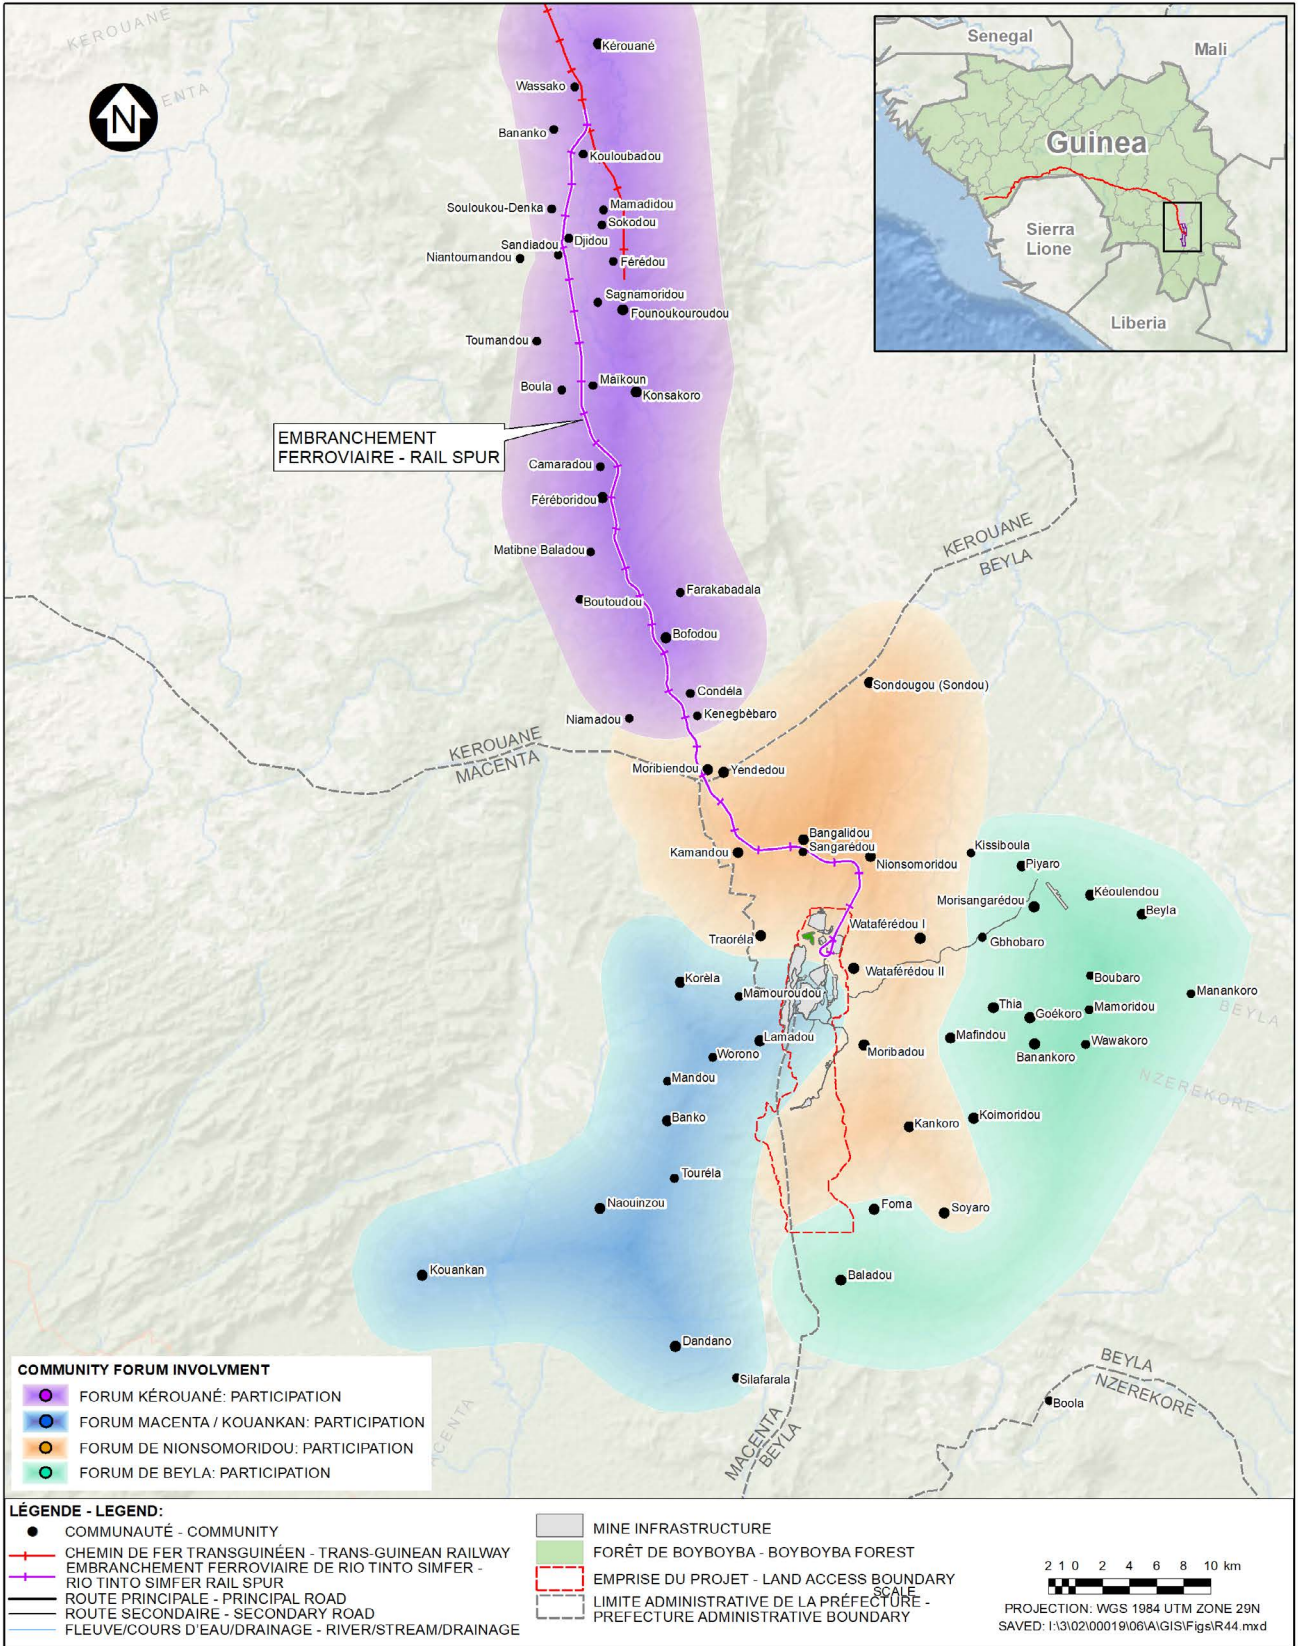 KEROUANE
Kérouané
Wassako
Bananko
Kouloubadou
Souloukou-Denka
Mamadidou
Sokodou
Djidou
Sandiadou
Niantoumandou
Férédou
Sagnamoridou
Founoukouroudou
Toumandou
Boula
Maïkoun
Konsakoro
EMBRANCHEMENT
FERROVIAIRE - RAIL SPUR
Camaradou
Féréboridou
Matibne Baladou
Boutoudou
Farakabadala
Bofodou
Condéla
Kenegbèbaro
Niamadou
N
Senegal
Mali
Guinea
Sierra
Lione
Liberia
KEROUANE
BEYLA
KEROUANE
MACENTA
Sondougou (Sondou)
Moribiendou
Yendedou
Bangalidou
Sangarédou
Kamandou
Nionsomoridou
Kissiboula
Piyaro
Kéoulendou
Morisangarédou
Beyla
Traoréla
Wataférédou I
Gbhobaro
Wataférédou II
Boubaro
Korèla
Mamouroudou
Manankoro
BEYLA
Thia
Goékoro
Mamoridou
Lamadou
Worono
Moribadou
Mafindou
Banankoro
Wawakoro
Mandou
NZEREKORE
Banko
Kankoro
Koimoridou
Touréla
Naouinzou
Foma
Soyaro
Kouankan
Baladou
Dandano
Silafarala
BEYLA
NZEREKORE
Boola
MACENTA
BEYLA
COMMUNITY FORUM INVOLVMENT
FORUM KÉROUANÉ: PARTICIPATION
FORUM MACENTA / KOUANKAN: PARTICIPATION
FORUM DE NIONSOMORIDOU: PARTICIPATION
FORUM DE BEYLA: PARTICIPATION
LÉGENDE - LEGEND:
COMMUNAUTÉ - COMMUNITY
CHEMIN DE FER TRANSGUINÉEN - TRANS-GUINEAN RAILWAY
EMBRANCHEMENT FERROVIAIRE DE RIO TINTO SIMFER -
RIO TINTO SIMFER RAIL SPUR
ROUTE PRINCIPALE - PRINCIPAL ROAD
ROUTE SECONDAIRE - SECONDARY ROAD
FLEUVE/COURS D'EAU/DRAINAGE - RIVER/STREAM/DRAINAGE
MINE INFRASTRUCTURE
FORÊT DE BOYBOYBA - BOYBOYBA FOREST
EMPRISE DU PROJET - LAND ACCESS BOUNDARY
SCALE
LIMITE ADMINISTRATIVE DE LA PRÉFECTURE -
PREFECTURE ADMINISTRATIVE BOUNDARY
2 1 0 2 4 6 8 10 km
PROJECTION: WGS 1984 UTM ZONE 29N
SAVED: I:\3\02\00019\06\A\GIS\Figs\R44.mxd